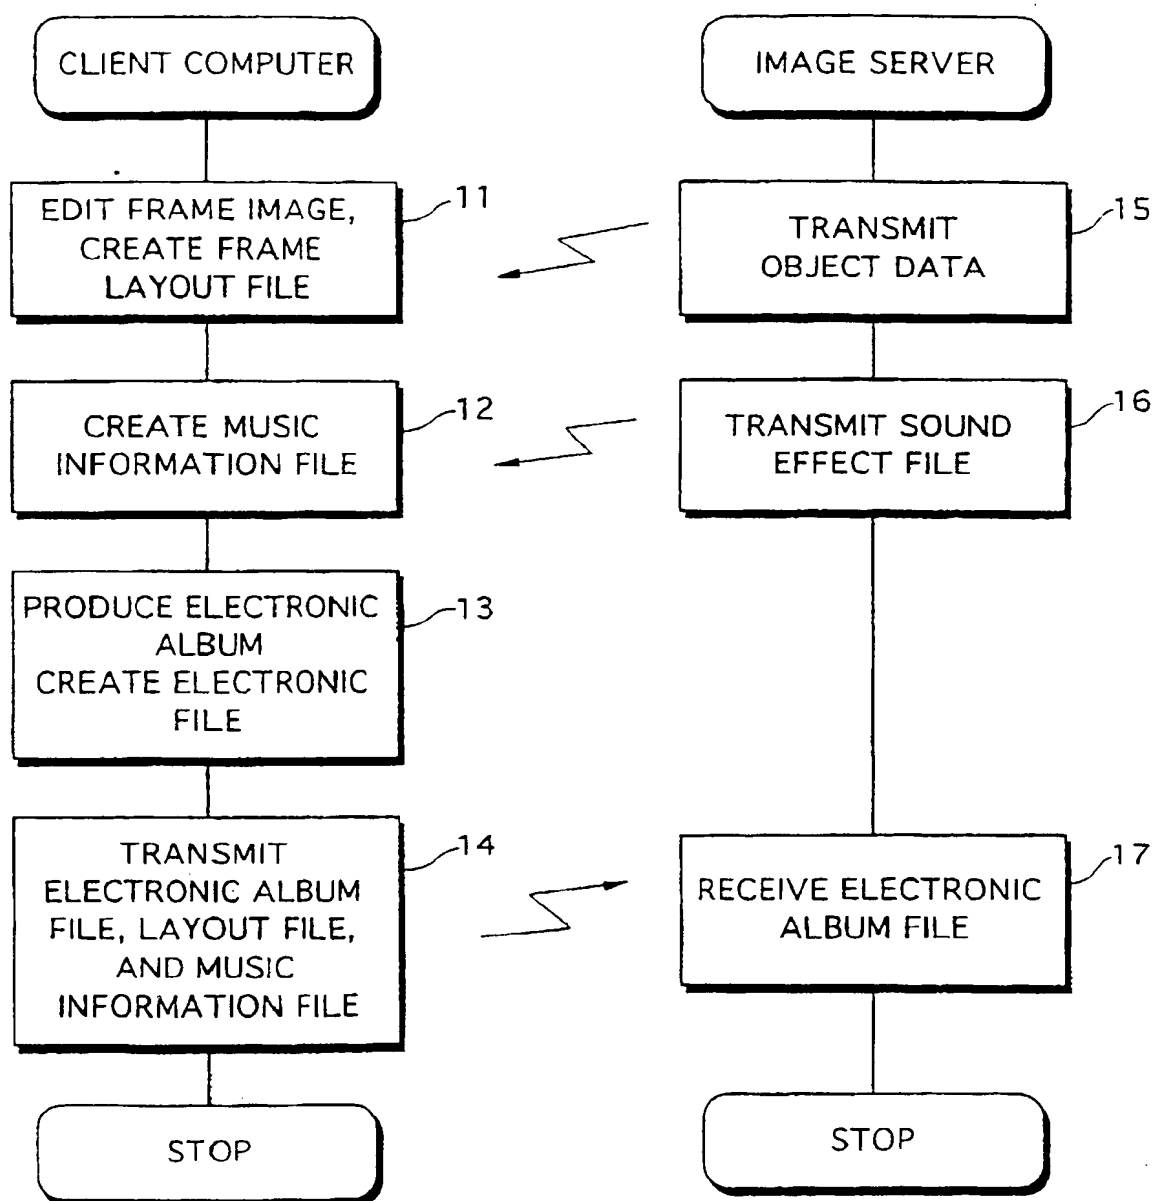 CLIENT COMPUTER
EDIT FRAME IMAGE,
CREATE FRAME
LAYOUT FILE
11
CREATE MUSIC
INFORMATION FILE
12
PRODUCE ELECTRONIC
ALBUM
CREATE ELECTRONIC
FILE
13
TRANSMIT
ELECTRONIC ALBUM
FILE, LAYOUT FILE,
AND MUSIC
INFORMATION FILE
14
STOP
IMAGE SERVER
TRANSMIT
OBJECT DATA
15
TRANSMIT SOUND
EFFECT FILE
16
RECEIVE ELECTRONIC
ALBUM FILE
17
STOP